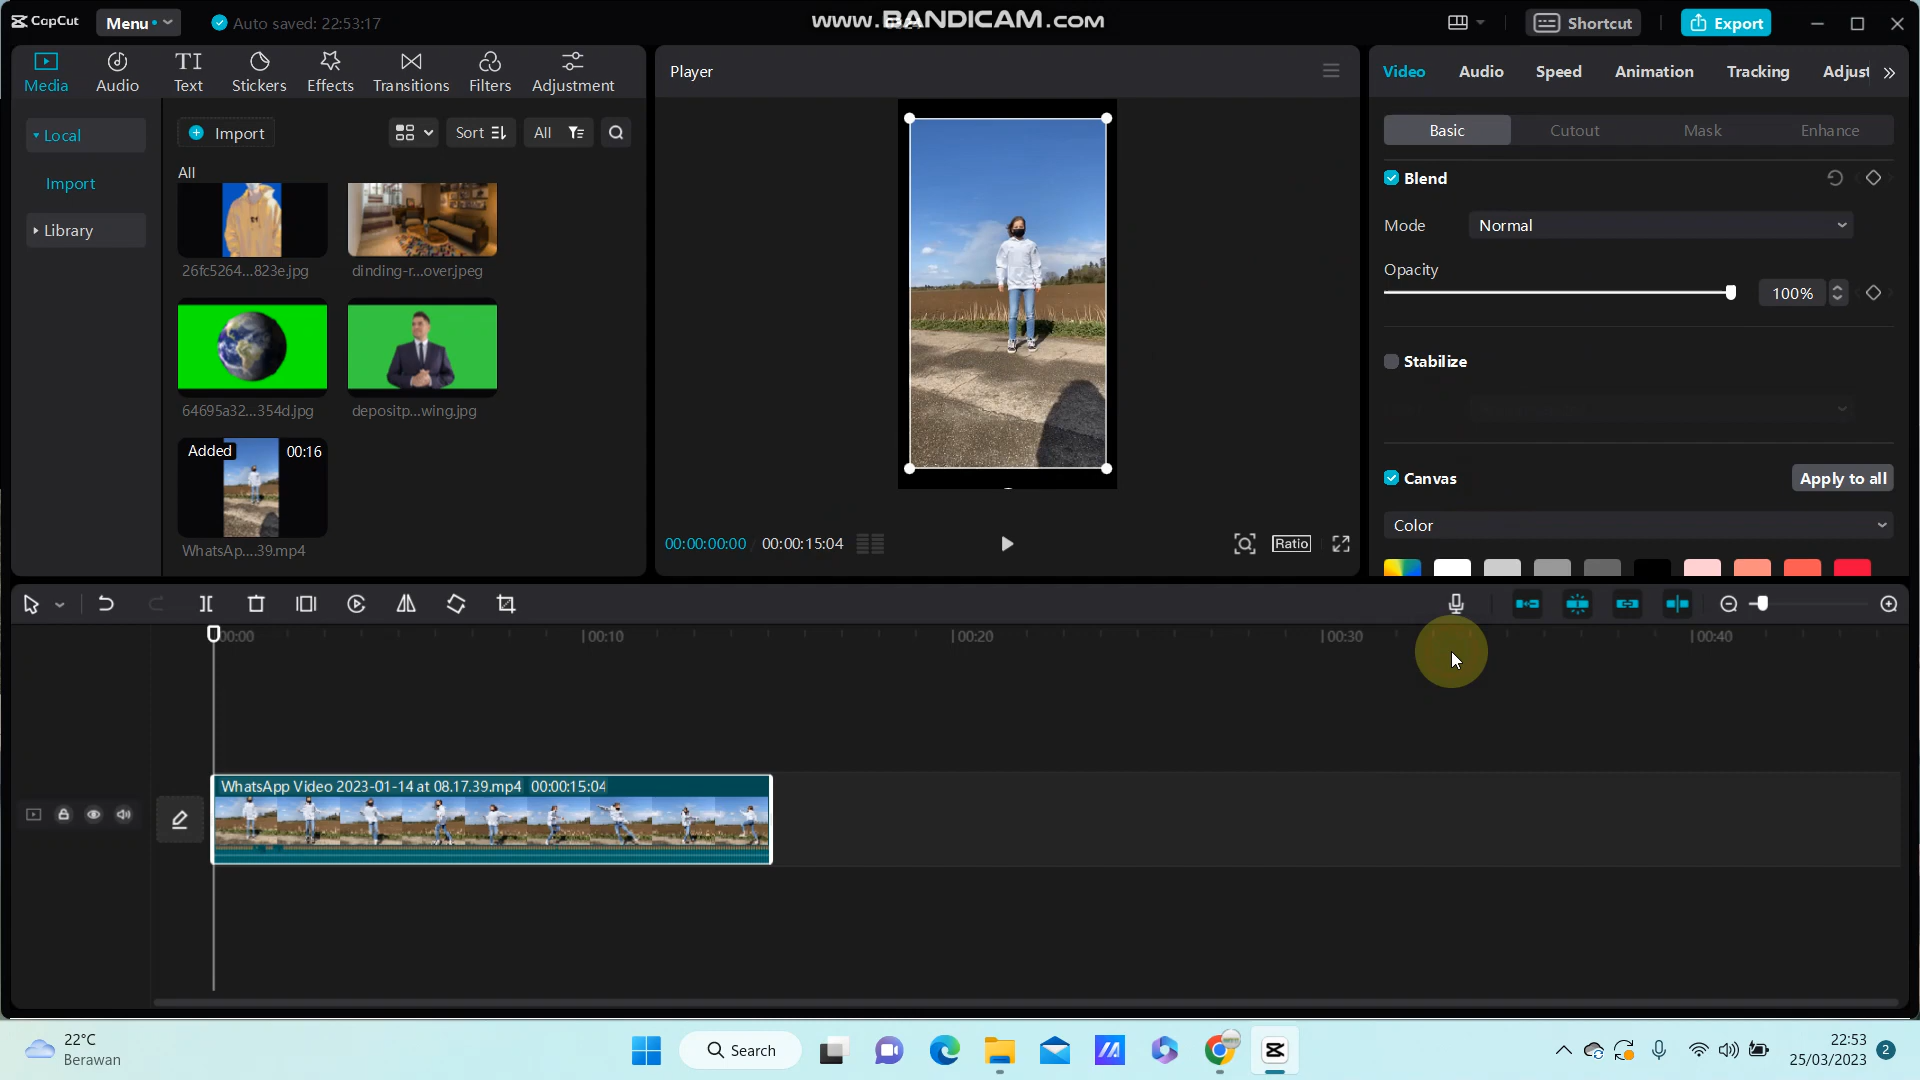 CapCut
Menu
Auto saved: 22:53:17
www.BANDICAM.com
Shortcut
Export
Media
Audio
Text
Stickers
Effects
Transitions
Filters
Adjustment
Local
Import
Library
Import
Sort
All
All
26fc5264...823e.jpg
dinding-r...over.jpeg
64695a32...354d.jpg
depositp...wing.jpg
Added
00:16
WhatsAp....39.mp4
Player
00:00:00:00
00:00:15:04
Ratio
Video
Audio
Speed
Animation
Tracking
Adjust
Basic
Cutout
Mask
Enhance
Blend
Mode
Normal
Opacity
100%
Stabilize
Canvas
Apply to all
Color
00:00
00:10
00:20
00:30
00:40
WhatsApp Video 2023-01-14 at 08.17.39.mp4 00:00:15:04
22°C
Berawan
Search
22:53
25/03/2023
2